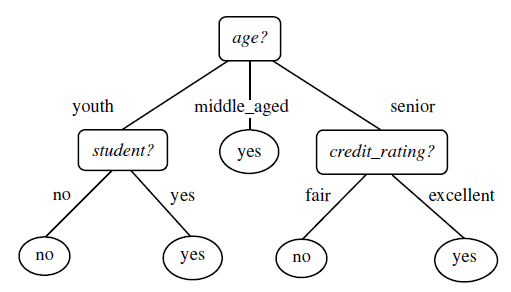 age?
youth
middle_aged
senior
student?
yes
credit_rating?
no
yes
fair
excellent
no
yes
no
yes